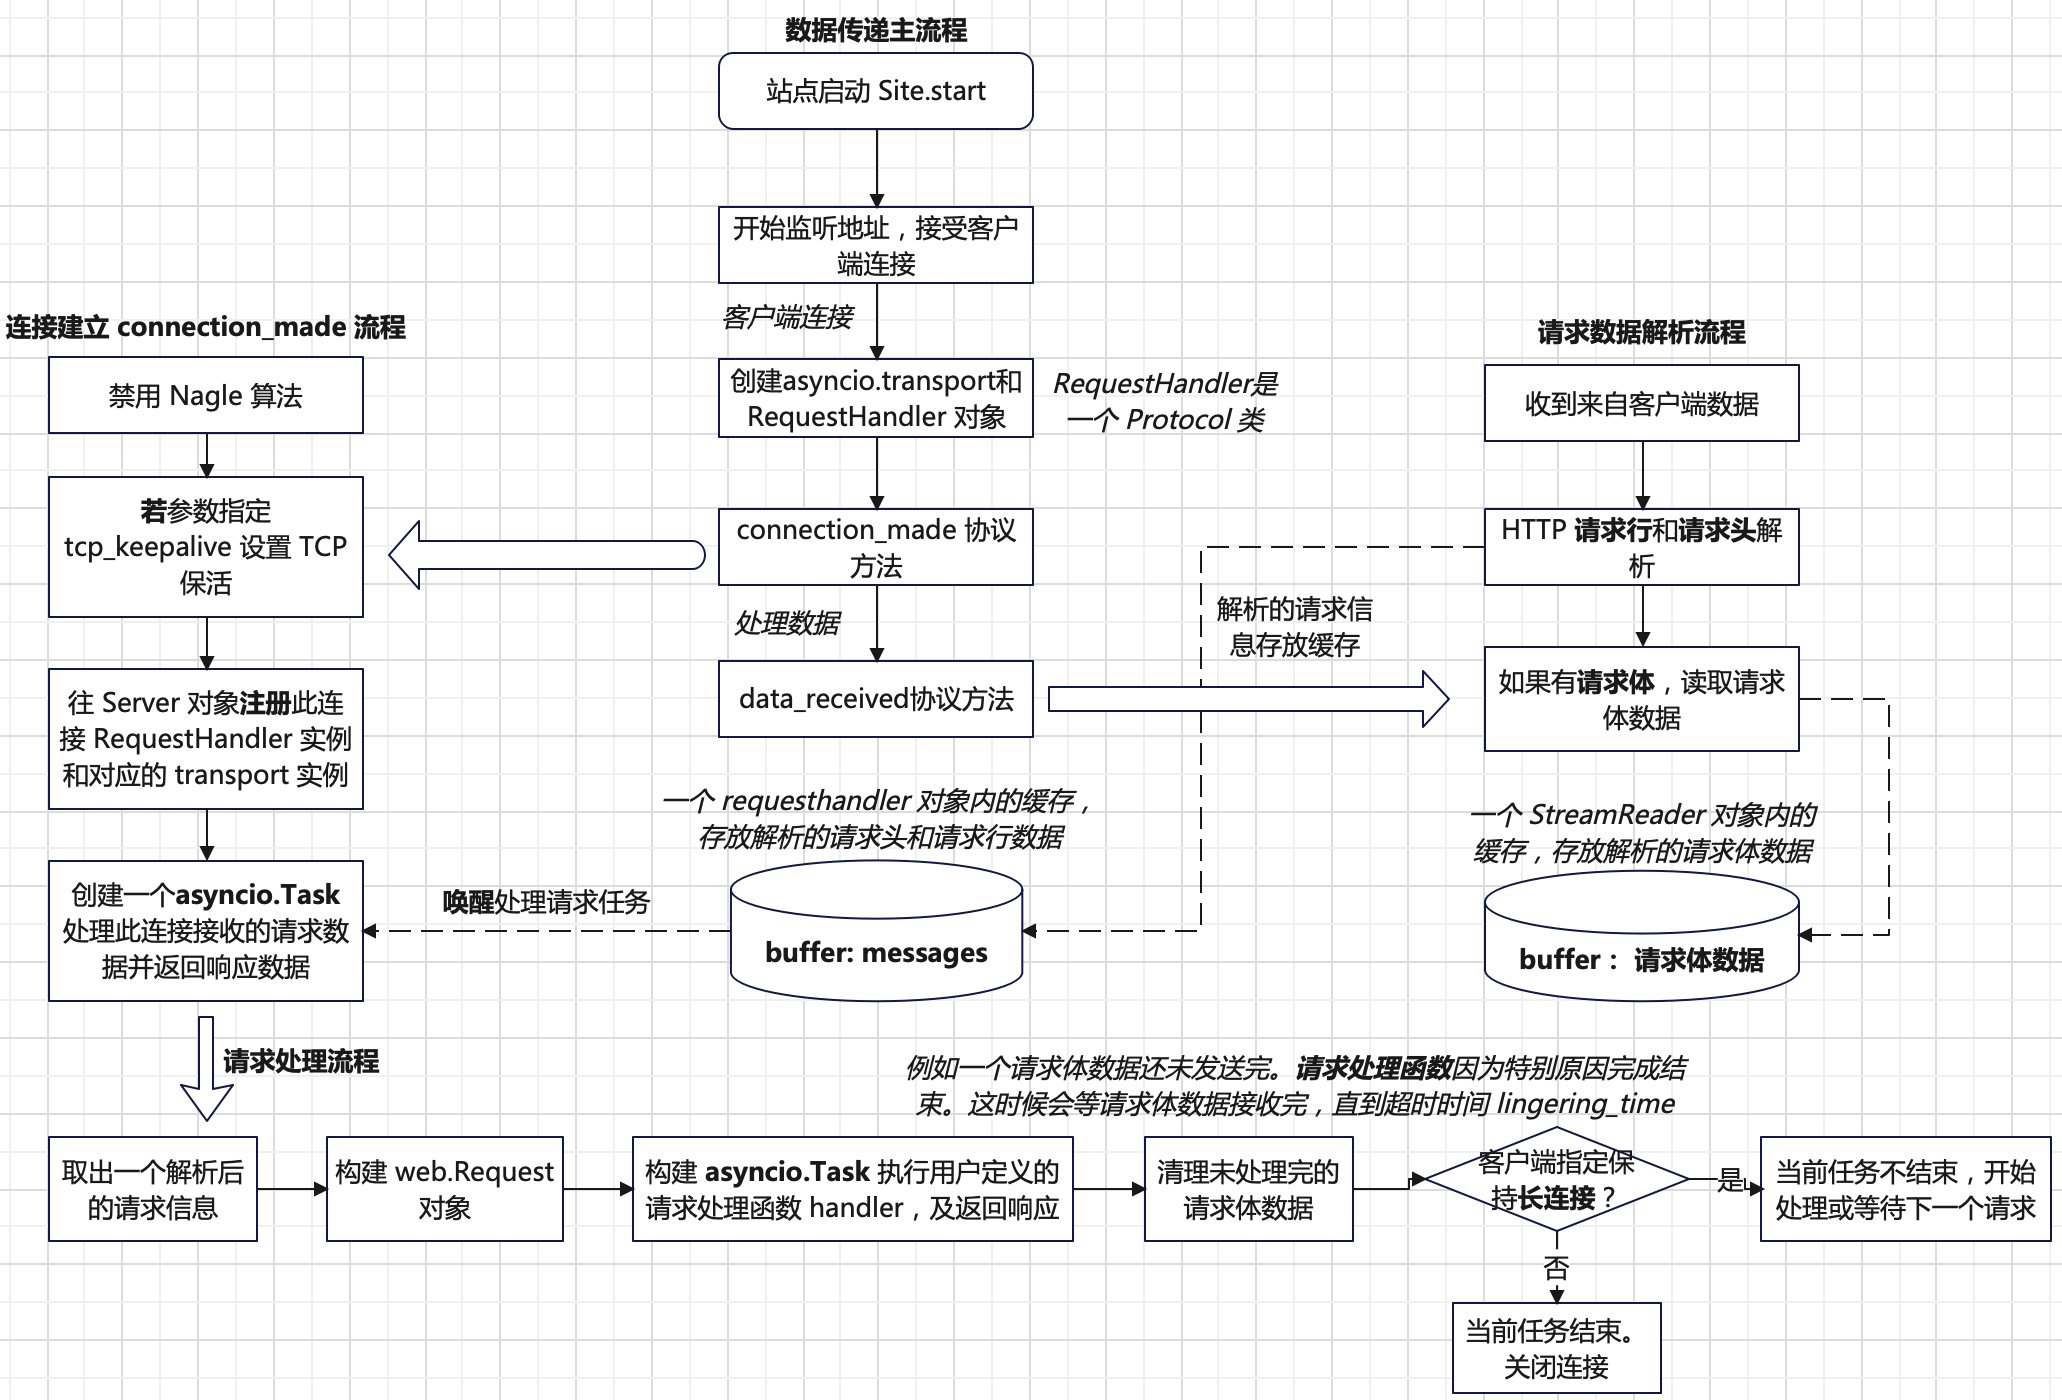 数据传递主流程
站点启动 Site.start
开始监听地址，接受客户
端连接
客户端连接
创建asyncio.transport和
RequestHandler 对象
RequestHandler是
一个 Protocol 类
connection_made 协议
方法
处理数据
data_received协议方法
连接建立 connection_made 流程
禁用 Nagle 算法
若参数指定
tcp_keepalive 设置 TCP
保活
往 Server 对象注册此连
接 RequestHandler 实例
和对应的 transport 实例
创建一个asyncio.Task
处理此连接接收的请求数
据并返回响应数据
请求数据解析流程
收到来自客户端数据
HTTP 请求行和请求头解
析
解析的请求信
息存放缓存
如果有请求体，读取请求
体数据
一个 requesthandler 对象内的缓存，
存放解析的请求头和请求行数据
buffer: messages
唤醒处理请求任务
一个 StreamReader 对象内的
缓存，存放解析的请求体数据
buffer： 请求体数据
请求处理流程
取出一个解析后
的请求信息
构建 web.Request
对象
构建 asyncio.Task 执行用户定义的
请求处理函数 handler，及返回响应
例如一个请求体数据还未发送完。请求处理函数因为特别原因完成结
束。这时候会等请求体数据接收完，直到超时时间 lingering_time
清理未处理完的
请求体数据
客户端指定保
持长连接？
是
当前任务不结束，开始
处理或等待下一个请求
否
当前任务结束。
关闭连接